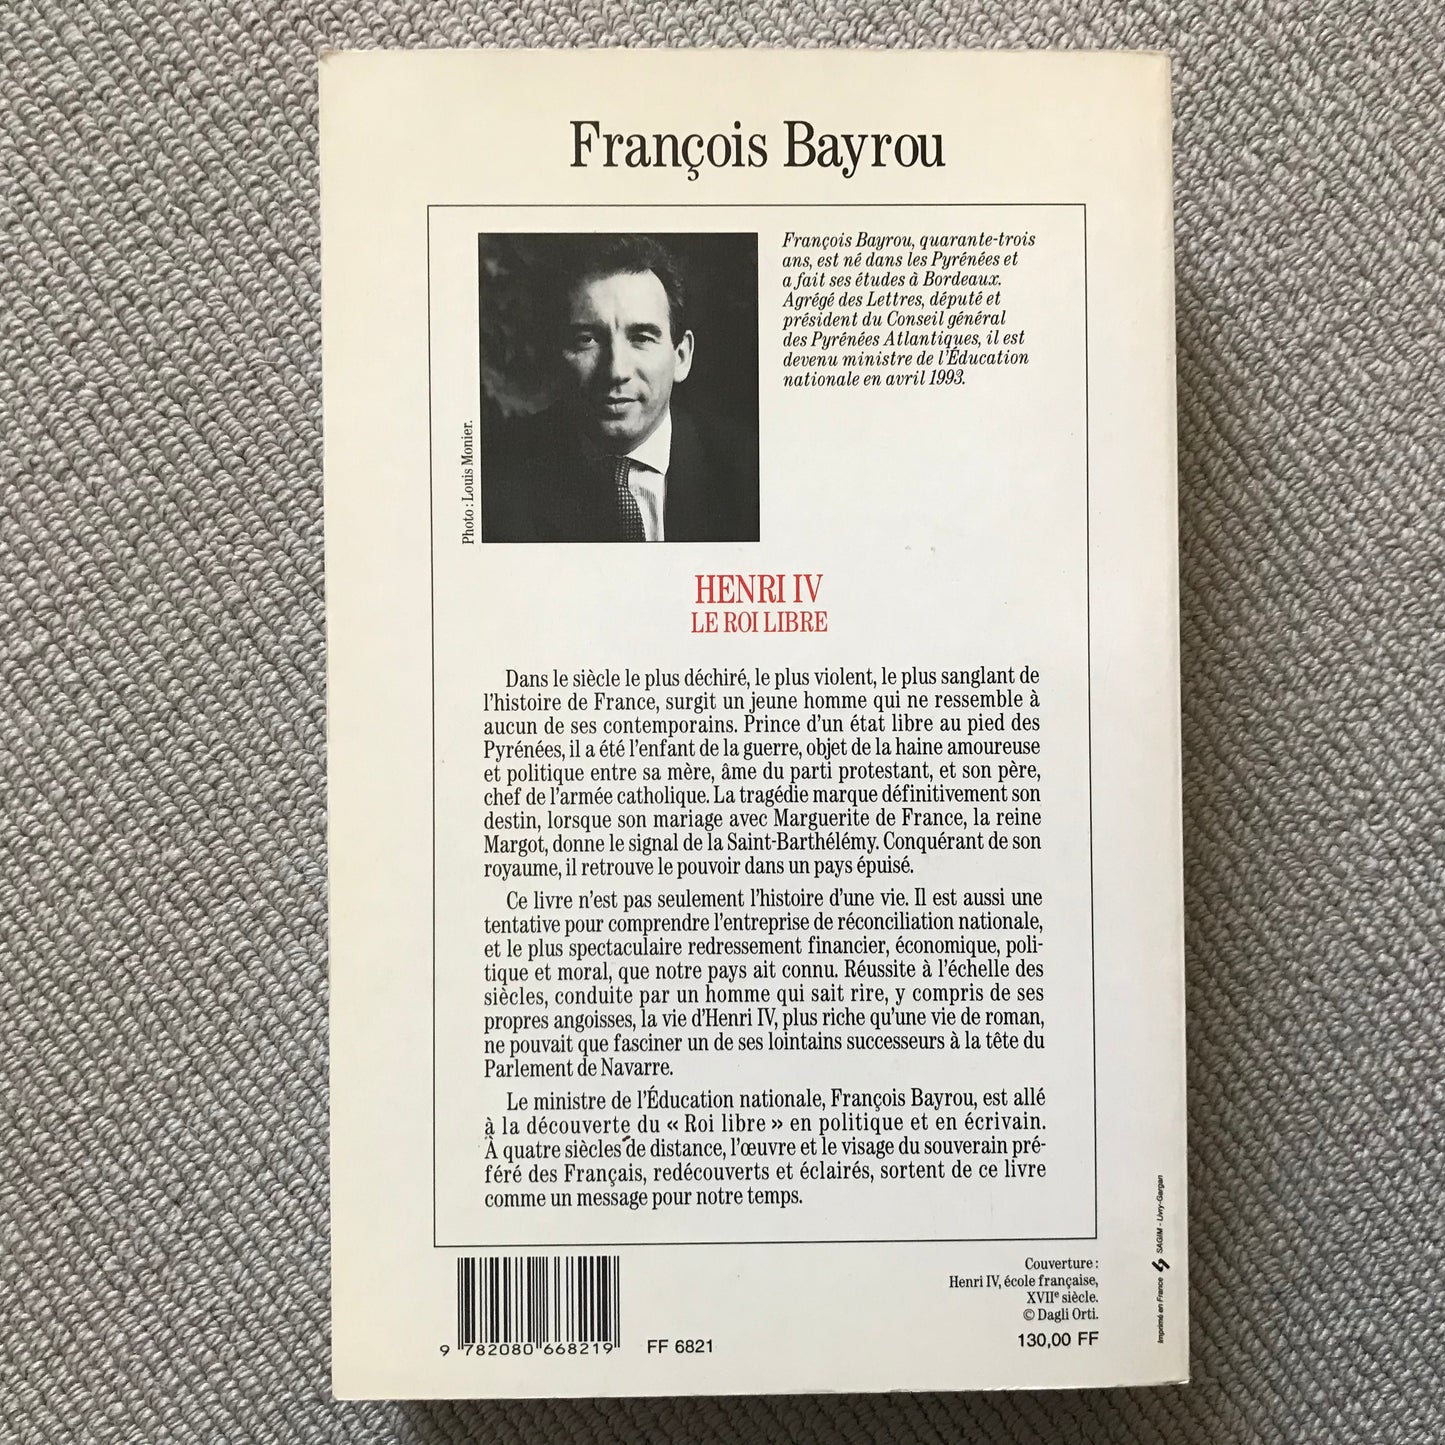 François Bayrou
Photo : Louis Monier.
François Bayrou, quarante-trois
ans, est né dans les Pyrénées et
a fait ses études à Bordeaux.
Agrégé des Lettres, député et
président du Conseil général
des Pyrénées Atlantiques, il est
devenu ministre de l'Éducation
nationale en avril 1993.
HENRI IV
LE ROI LIBRE
Dans le siècle le plus déchiré, le plus violent, le plus sanglant de
l'histoire de France, surgit un jeune homme qui ne ressemble à
aucun de ses contemporains. Prince d'un état libre au pied des
Pyrénées, il a été l'enfant de la guerre, objet de la haine amoureuse
et politique entre sa mère, âme du parti protestant, et son père,
chef de l'armée catholique. La tragédie marque définitivement son
destin, lorsque son mariage avec Marguerite de France, la reine
Margot, donne le signal de la Saint-Barthélémy. Conquérant de son
royaume, il retrouve le pouvoir dans un pays épuisé.
Ce livre n'est pas seulement l'histoire d'une vie. Il est aussi une
tentative pour comprendre l'entreprise de réconciliation nationale,
et le plus spectaculaire redressement financier, économique, poli-
tique et moral, que notre pays ait connu. Réussite à l'échelle des
siècles, conduite par un homme qui sait rire, y compris de ses
propres angoisses, la vie d'Henri IV, plus riche qu'une vie de roman,
ne pouvait que fasciner un de ses lointains successeurs à la tête du
Parlement de Navarre.
Le ministre de l'Éducation nationale, François Bayrou, est allé
à la découverte du « Roi libre » en politique et en écrivain.
À quatre siècles de distance, l'œuvre et le visage du souverain pré-
féré des Français, redécouverts et éclairés, sortent de ce livre
comme un message pour notre temps.
9 782080 668219
FF 6821
Couverture :
Henri IV, école française,
XVIIe siècle.
© Dagli Orti.
130,00 FF
Imprimé en France SAGIM - Livry-Gargan